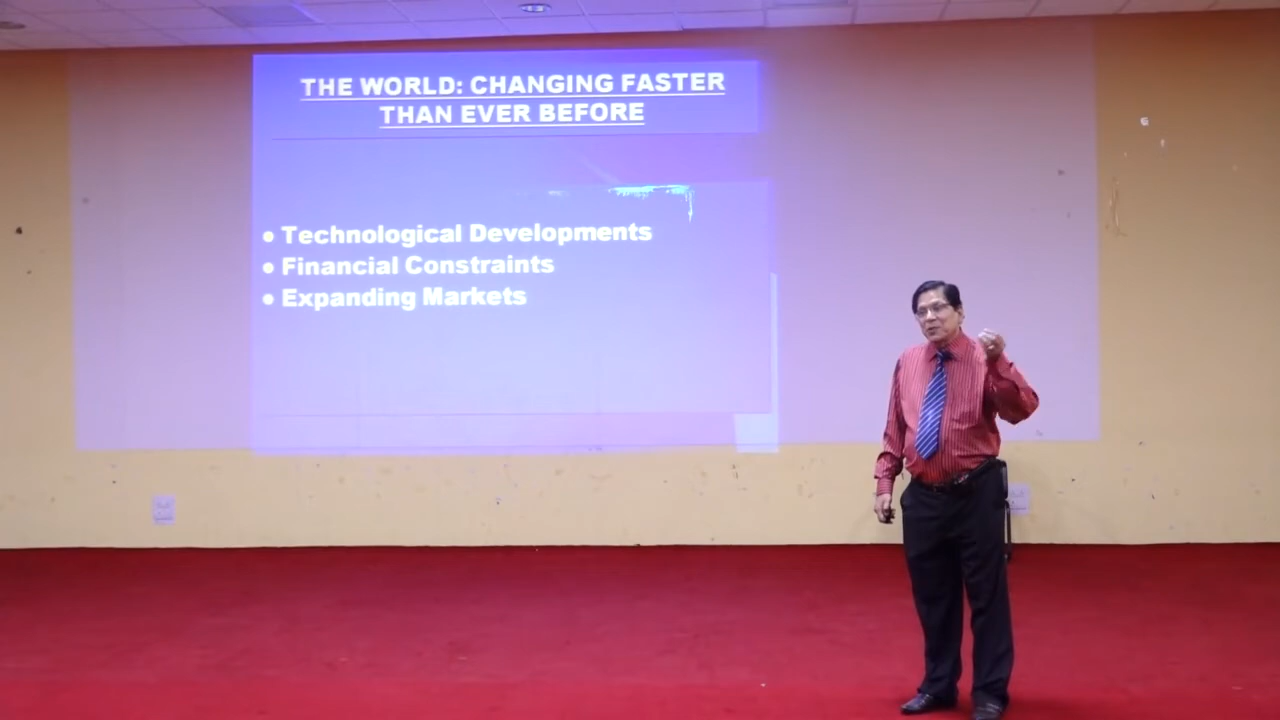 THE WORLD: CHANGING FASTER
THAN EVER BEFORE
• Technological Developments
• Financial Constraints
• Expanding Markets